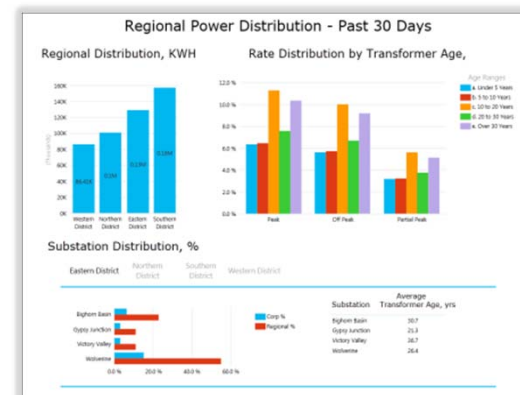 Regional Power Distribution - Past 30 Days
Regional Distribution, KWH
Rate Distribution by Transformer Age,
160K
140K
120K
100K
80K
60K
40K
20K
0K
(Thousands)
Western District
Northern District
Eastern District
Southern District
12.0 %
10.0 %
8.0 %
6.0 %
4.0 %
2.0 %
0.0 %
Peak
Off Peak
Partial Peak
Age Ranges
a. Under 5 Years
b. 5 to 10 Years
c. 10 to 20 Years
d. 20 to 30 Years
e. Over 30 Years
Substation Distribution, %
Eastern District
Northern District
Southern District
Western District
Bighorn Basin
Gypsy Junction
Victory Valley
Wolverine
0.0 %
20.0 %
40.0 %
60.0 %
Corp %
Regional %
Substation
Average Transformer Age, yrs
Bighorn Basin 30.7
Gypsy Junction 21.3
Victory Valley
Wolverine